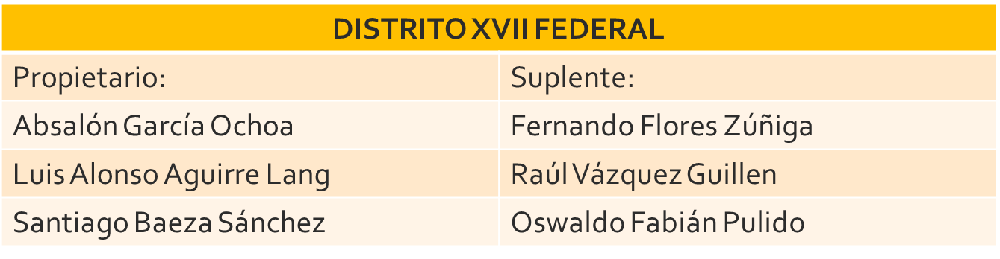 DISTRITO XVII FEDERAL
Propietario: Suplente:
Absalón García Ochoa Fernando Flores Zúñiga
Luis Alonso Aguirre Lang Raúl Vázquez Guillen
Santiago Baeza Sánchez Oswaldo Fabián Pulido